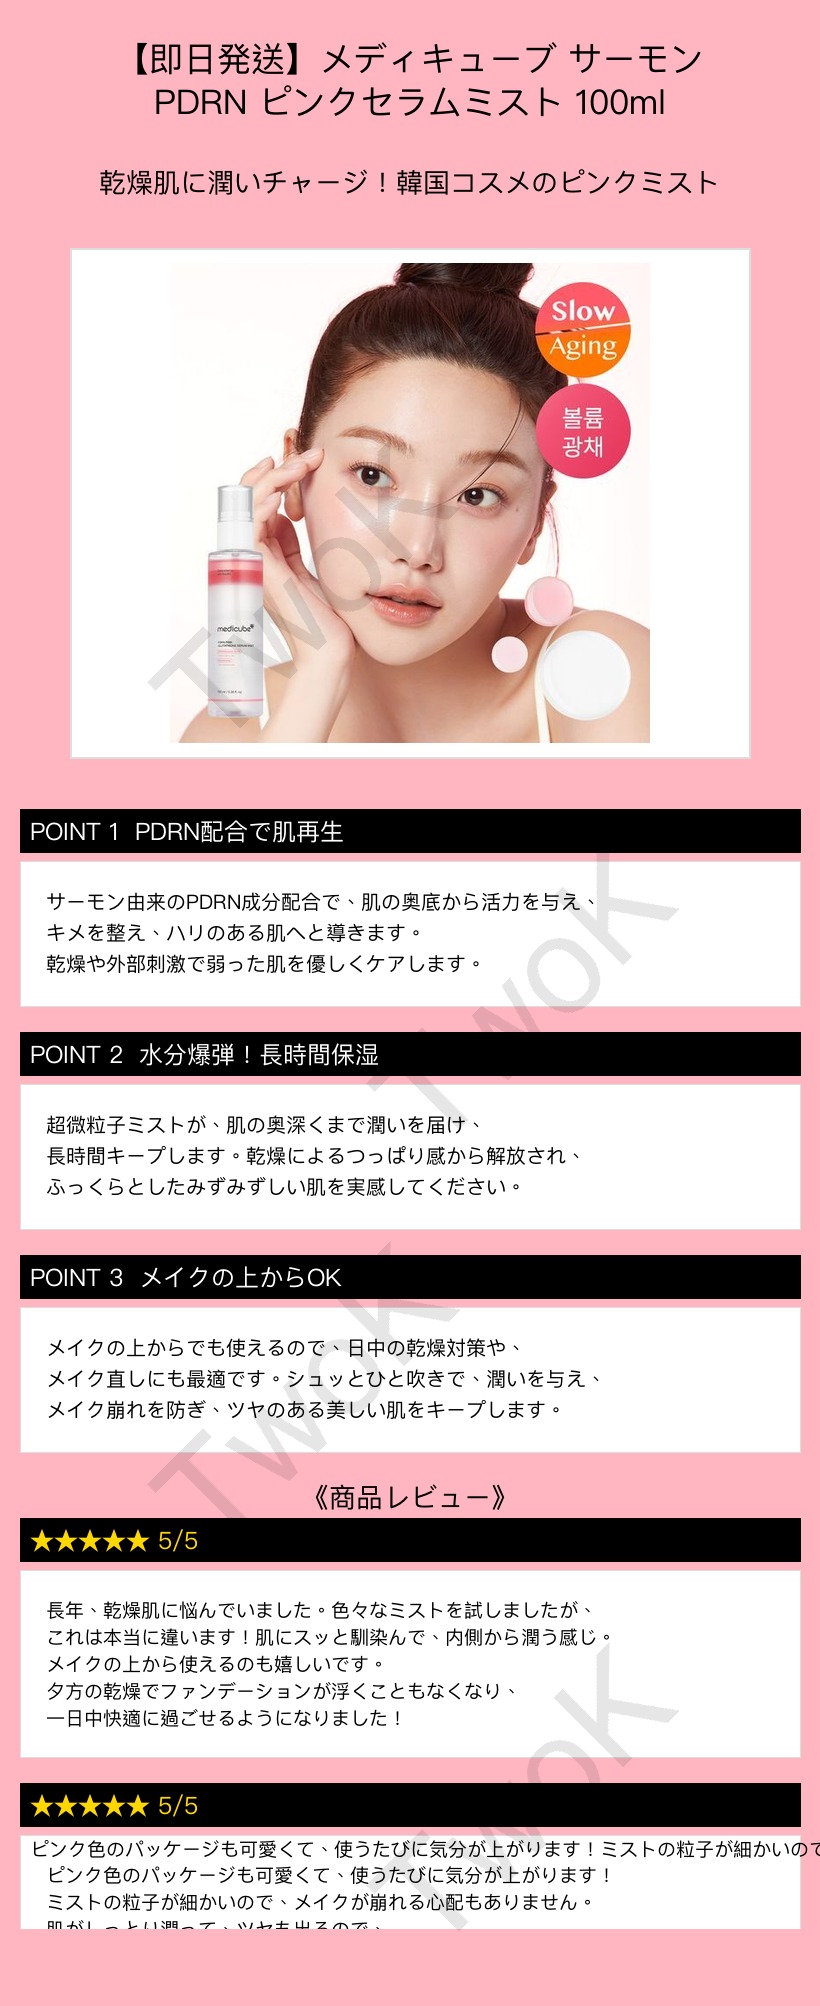 【即日発送】メディキューブ サーモン
PDRN ピンクセラムミスト 100ml
乾燥肌に潤いチャージ！韓国コスメのピンクミスト
Slow
Aging
볼륨
광채
medicube
TwoK
POINT 1 PDRN配合で肌再生
サーモン由来のPDRN成分配合で、肌の奥底から活力を与え、
キメを整え、ハリのある肌へと導きます。
乾燥や外部刺激で弱った肌を優しくケアします。
TwoK
POINT 2 水分爆弾！長時間保湿
超微粒子ミストが、肌の奥深くまで潤いを届け、
長時間キープします。乾燥によるつっぱり感から解放され、
ふっくらとしたみずみずしい肌を実感してください。
POINT 3 メイクの上からOK
メイクの上からでも使えるので、日中の乾燥対策や、
メイク直しにも最適です。シュッとひと吹きで、潤いを与え、
メイク崩れを防ぎ、ツヤのある美しい肌をキープします。
TwoK
《商品レビュー》
★★★★★ 5/5
長年、乾燥肌に悩んでいました。色々なミストを試しましたが、
これは本当に違います！肌にスッと馴染んで、内側から潤う感じ。
メイクの上から使えるのも嬉しいです。
夕方の乾燥でファンデーションが浮くこともなくなり、
一日中快適に過ごせるようになりました！
TwoK
★★★★★ 5/5
ピンク色のパッケージも可愛くて、使うたびに気分が上がります！ミストの粒子が細かいので
ピンク色のパッケージも可愛くて、使うたびに気分が上がります！
ミストの粒子が細かいので、メイクが崩れる心配もありません。
肌がしっとり潤って、ツヤも出るので、